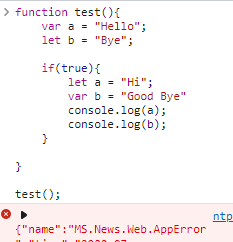 function test(){
    var a = "Hello";
    let b = "Bye";
    if(true){
        let a = "Hi";
        var b = "Good Bye"
        console.log(a);
        console.log(b);
    }
}
test();
ntp
{"name":"MS.News.Web.AppError